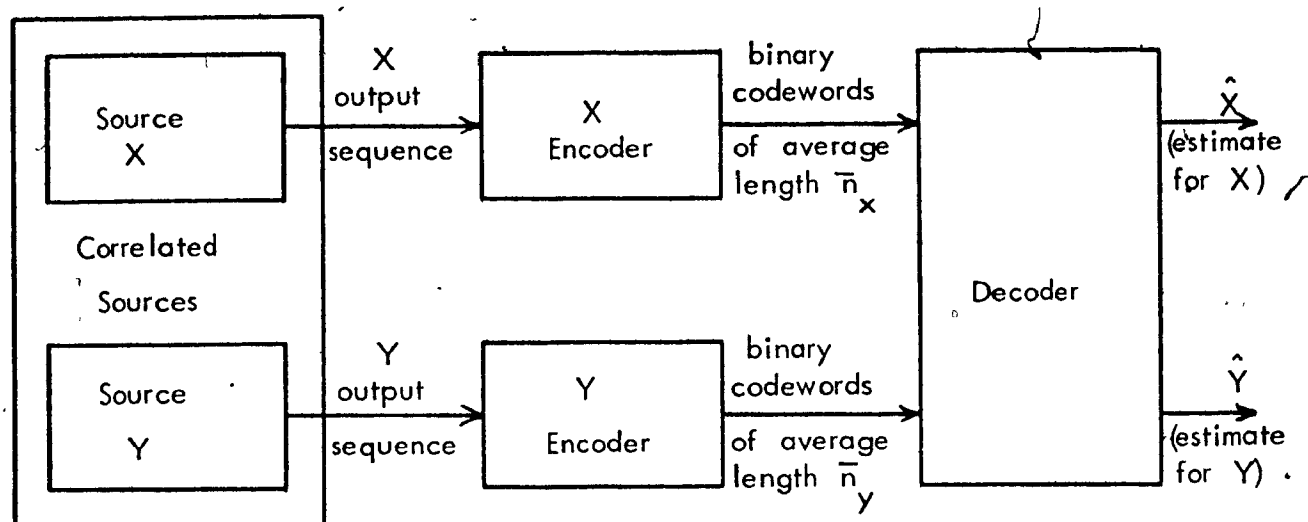 Source
X
Correlated
Sources
Source
Y
X
output
sequence
Y
output
sequence
X
Encoder
Y
Encoder
binary
codewords
of average
length n̄x
binary
codewords
of average
length n̄y
Decoder
X̂
(estimate
for X)
Ŷ
(estimate
for Y)